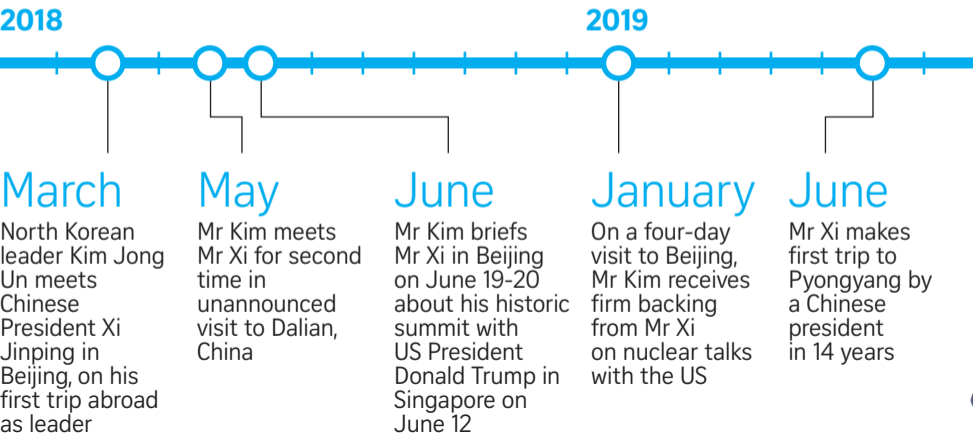 2018
2019
March
North Korean
leader Kim Jong
Un meets
Chinese
President Xi
Jinping in
Beijing, on his
first trip abroad
as leader
May
Mr Kim meets
Mr Xi for second
time in
unannounced
visit to Dalian,
China
June
Mr Kim briefs
Mr Xi in Beijing
on June 19-20
about his historic
summit with
US President
Donald Trump in
Singapore on
June 12
January
On a four-day
visit to Beijing,
Mr Kim receives
firm backing
from Mr Xi
on nuclear talks
with the US
June
Mr Xi makes
first trip to
Pyongyang by
a Chinese
president
in 14 years